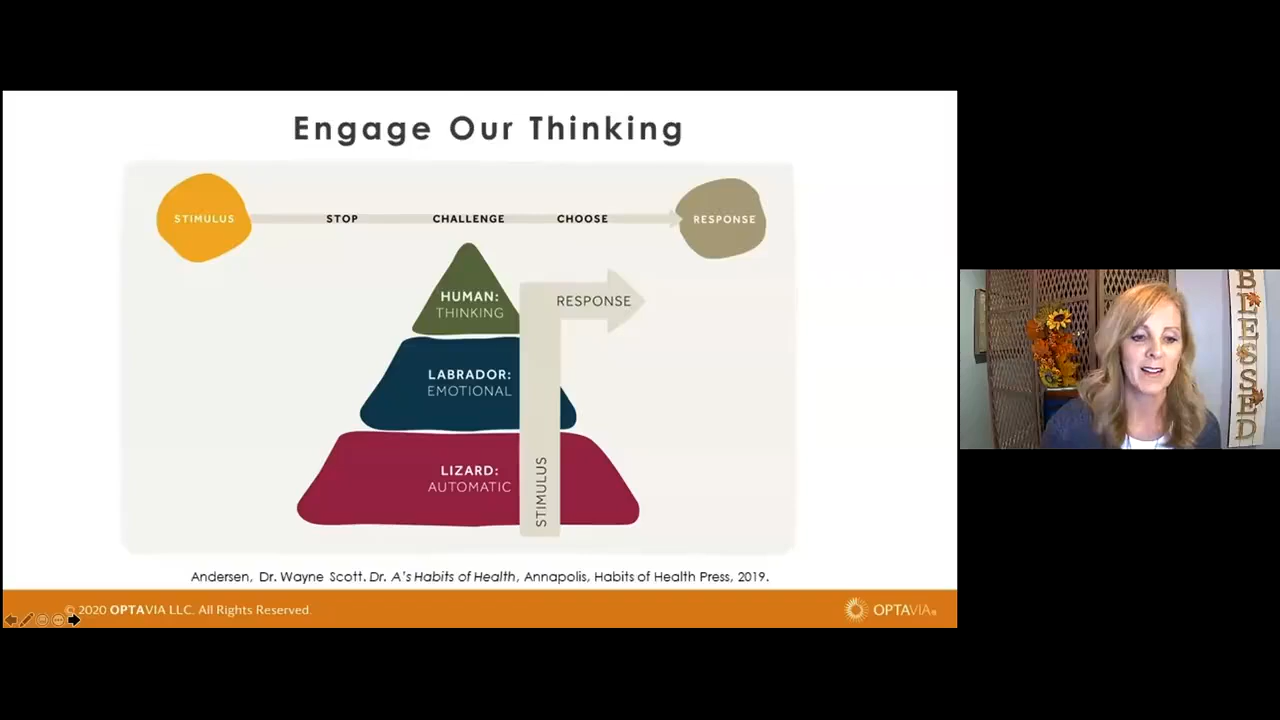 Engage Our Thinking
STIMULUS
STOP
CHALLENGE
CHOOSE
RESPONSE
HUMAN:
THINKING
RESPONSE
LABRADOR:
EMOTIONAL
LIZARD:
AUTOMATIC
STIMULUS
Andersen, Dr. Wayne Scott. Dr. A's Habits of Health, Annapolis, Habits of Health Press, 2019.
© 2020 OPTAVIA LLC. All Rights Reserved.
OPTAVIA®
BLESSED